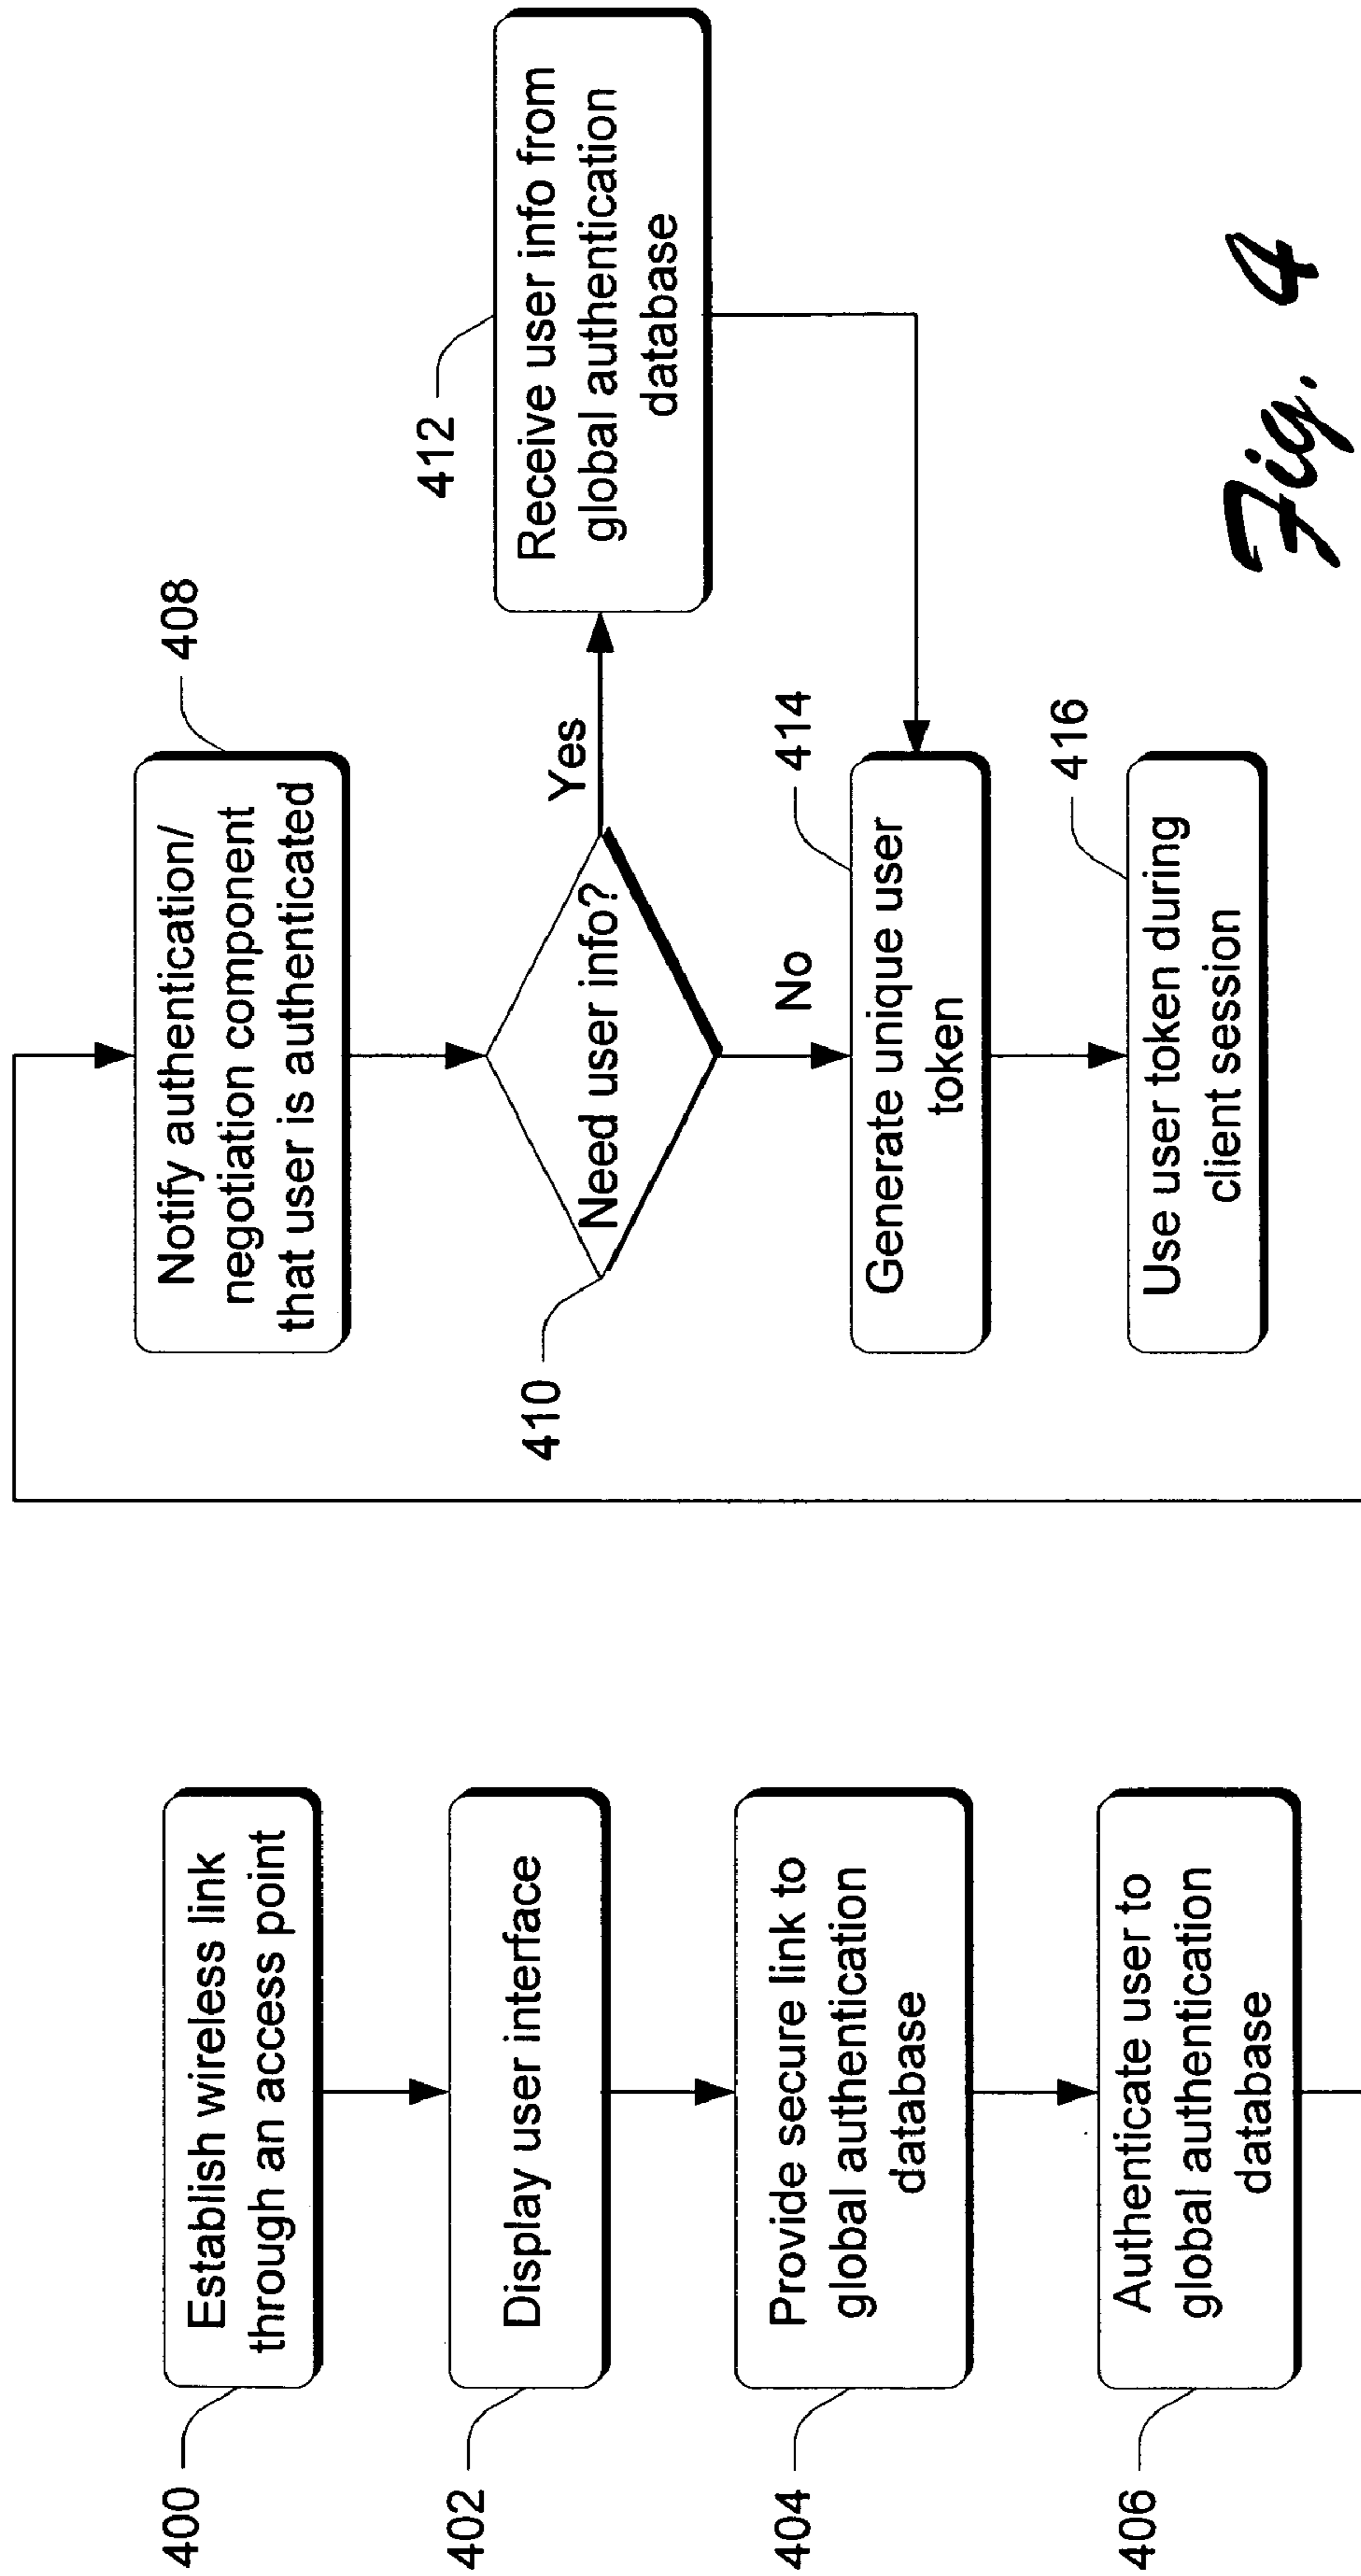 400
Establish wireless link
through an access point
402
Display user interface
404
Provide secure link to
global authentication
database
406
Authenticate user to
global authentication
database
408
Notify authentication/
negotiation component
that user is authenticated
410
Need user info?
Yes
No
412
Receive user info from
global authentication
database
414
Generate unique user
token
416
Use user token during
client session
Fig. 4